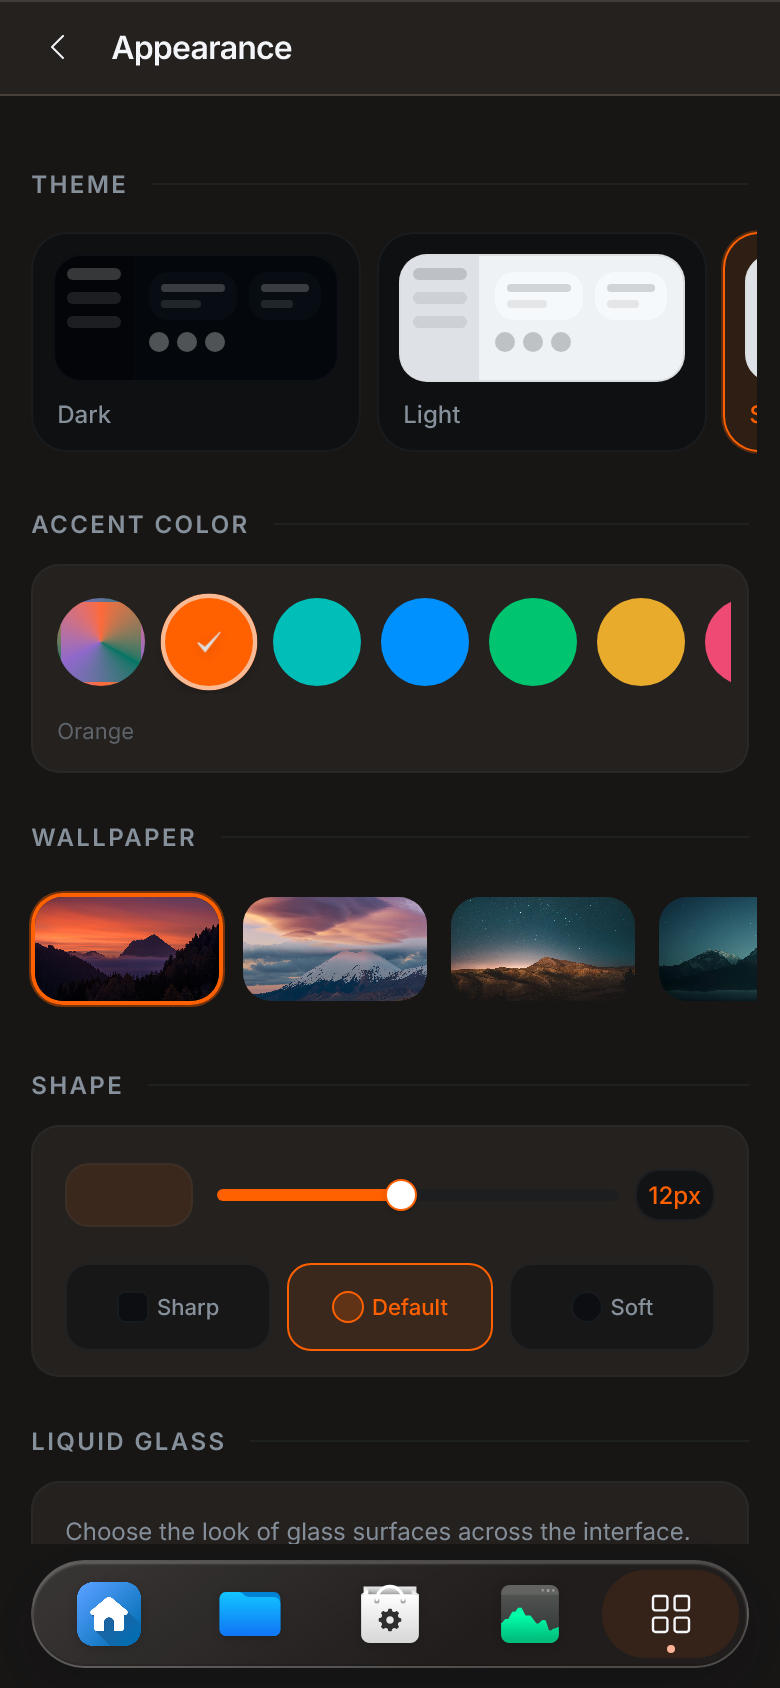 Appearance
THEME
Dark
Light
ACCENT COLOR
Orange
WALLPAPER
SHAPE
12px
Sharp
Default
Soft
LIQUID GLASS
Choose the look of glass surfaces across the interface.